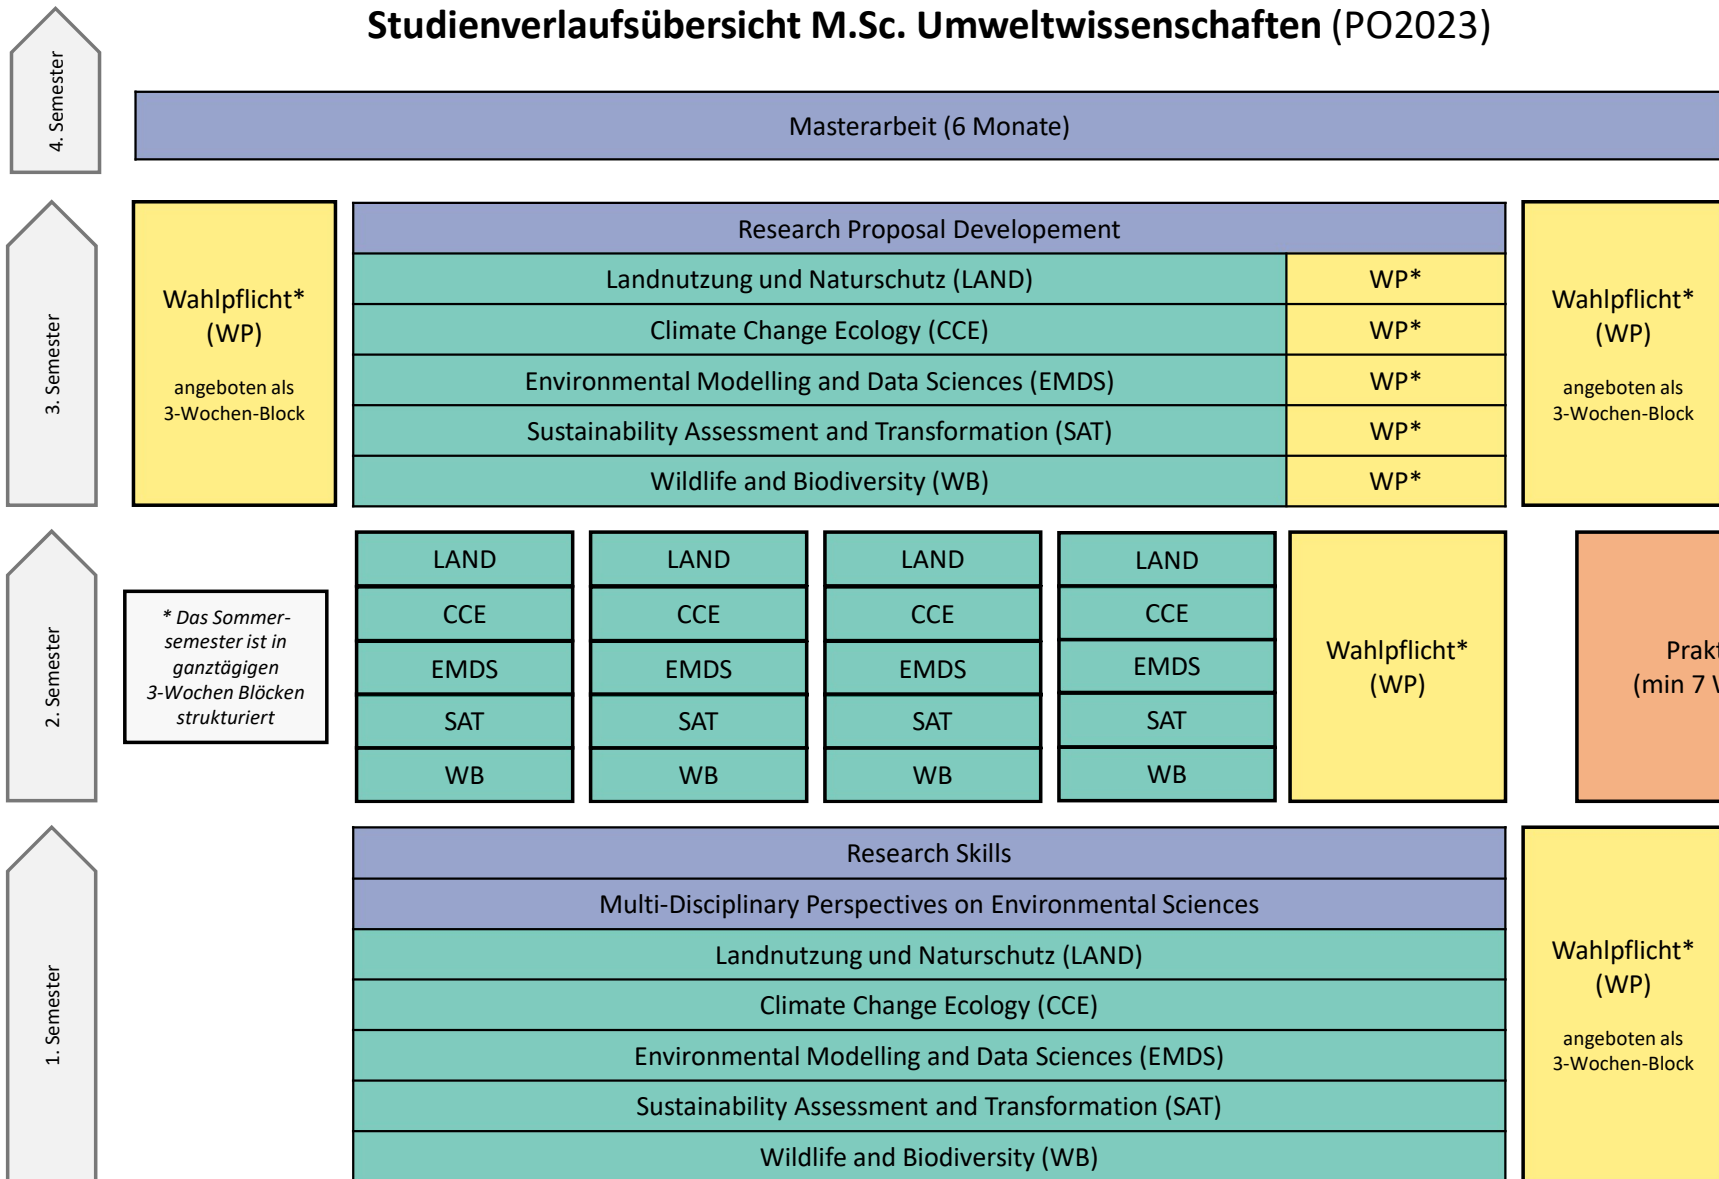 Studienverlaufsübersicht M.Sc. Umweltwissenschaften (PO2023)
4. Semester
Masterarbeit (6 Monate)
3. Semester
Wahlpflicht*
(WP)
angeboten als
3-Wochen-Block
Research Proposal Developement
Landnutzung und Naturschutz (LAND)
WP*
Climate Change Ecology (CCE)
WP*
Environmental Modelling and Data Sciences (EMDS)
WP*
Sustainability Assessment and Transformation (SAT)
WP*
Wildlife and Biodiversity (WB)
WP*
Wahlpflicht*
(WP)
angeboten als
3-Wochen-Block
2. Semester
* Das Sommer-
semester ist in
ganztägigen
3-Wochen Blöcken
strukturiert
LAND
CCE
EMDS
SAT
WB
LAND
CCE
EMDS
SAT
WB
LAND
CCE
EMDS
SAT
WB
LAND
CCE
EMDS
SAT
WB
Wahlpflicht*
(WP)
(min 7
1. Semester
Research Skills
Multi-Disciplinary Perspectives on Environmental Sciences
Landnutzung und Naturschutz (LAND)
Climate Change Ecology (CCE)
Environmental Modelling and Data Sciences (EMDS)
Sustainability Assessment and Transformation (SAT)
Wildlife and Biodiversity (WB)
Wahlpflicht*
(WP)
angeboten als
3-Wochen-Block